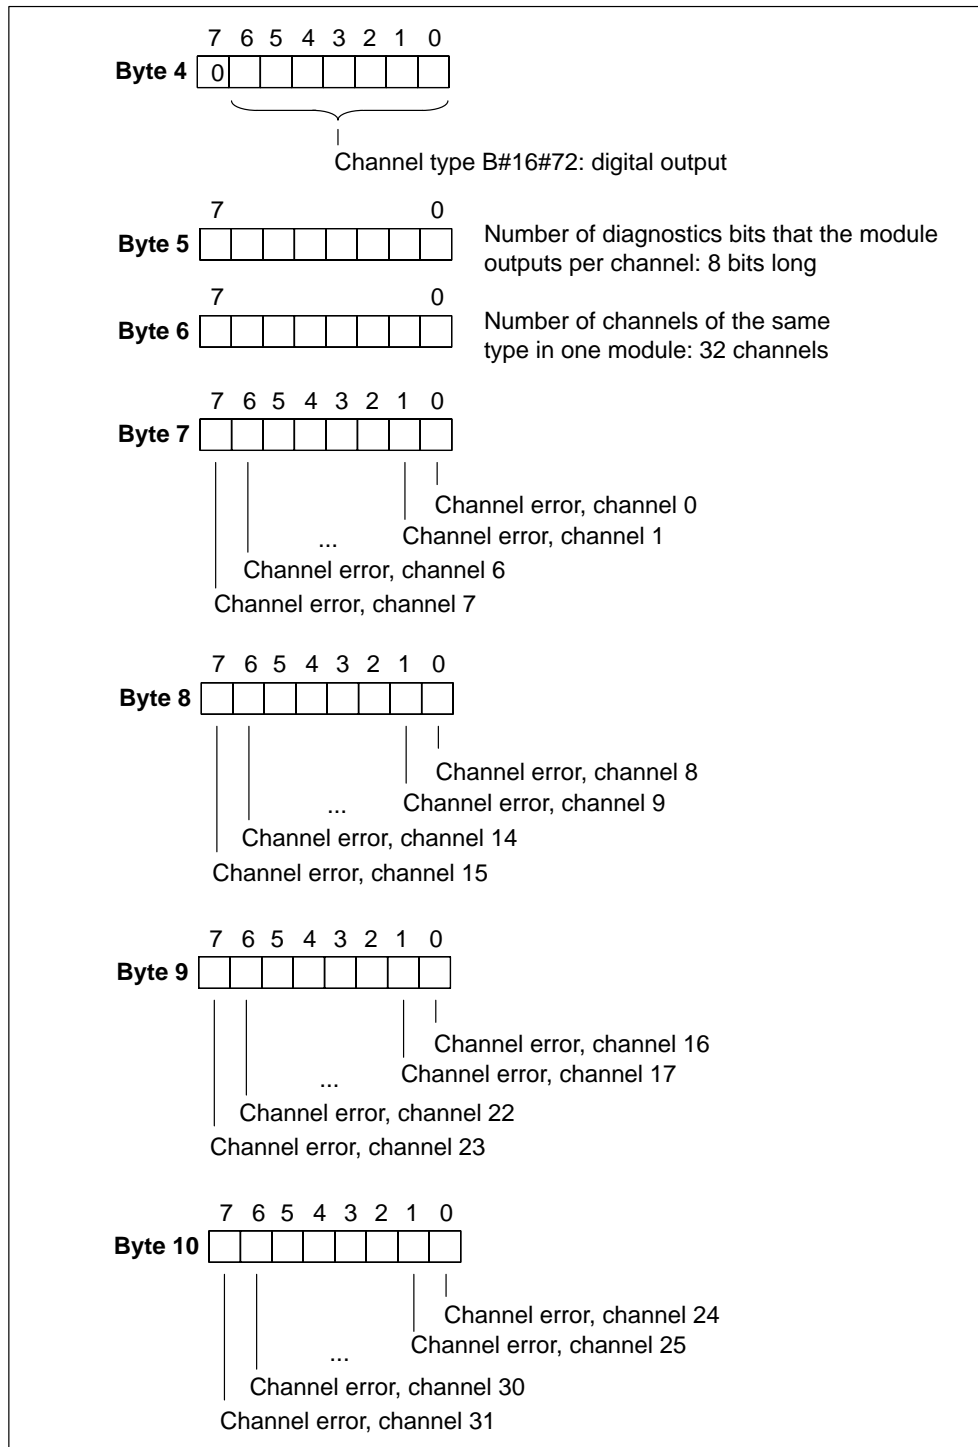 7 6 5 4 3 2 1 0
Byte 4 0
Channel type B#16#72: digital output
7 0
Byte 5
Number of diagnostics bits that the module
outputs per channel: 8 bits long
7 0
Byte 6
Number of channels of the same
type in one module: 32 channels
7 6 5 4 3 2 1 0
Byte 7
Channel error, channel 0
... Channel error, channel 1
Channel error, channel 6
Channel error, channel 7
7 6 5 4 3 2 1 0
Byte 8
Channel error, channel 8
... Channel error, channel 9
Channel error, channel 14
Channel error, channel 15
7 6 5 4 3 2 1 0
Byte 9
Channel error, channel 16
... Channel error, channel 17
Channel error, channel 22
Channel error, channel 23
7 6 5 4 3 2 1 0
Byte 10
Channel error, channel 24
... Channel error, channel 25
Channel error, channel 30
Channel error, channel 31